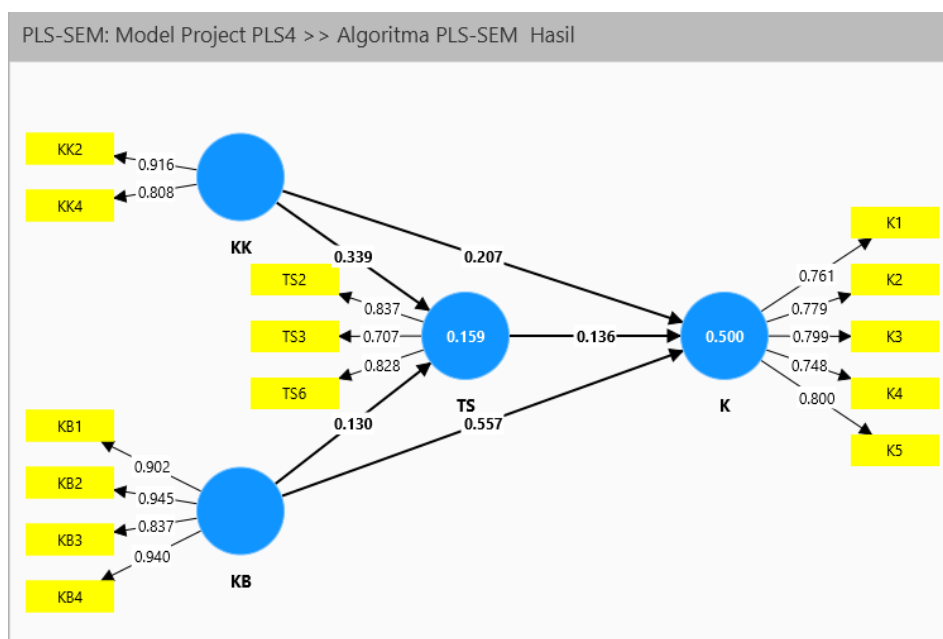 PLS-SEM: Model Project PLS4 >> Algoritma PLS-SEM Hasil
KK2
0.916
KK4
0.808
KK
0.339
0.207
TS2
0.837
TS3
0.707
TS6
0.828
0.159
TS
0.136
0.500
K
K1
0.761
K2
0.779
K3
0.799
K4
0.748
K5
0.800
0.130
0.557
KB1
0.902
KB2
0.945
KB3
0.837
KB4
0.940
KB